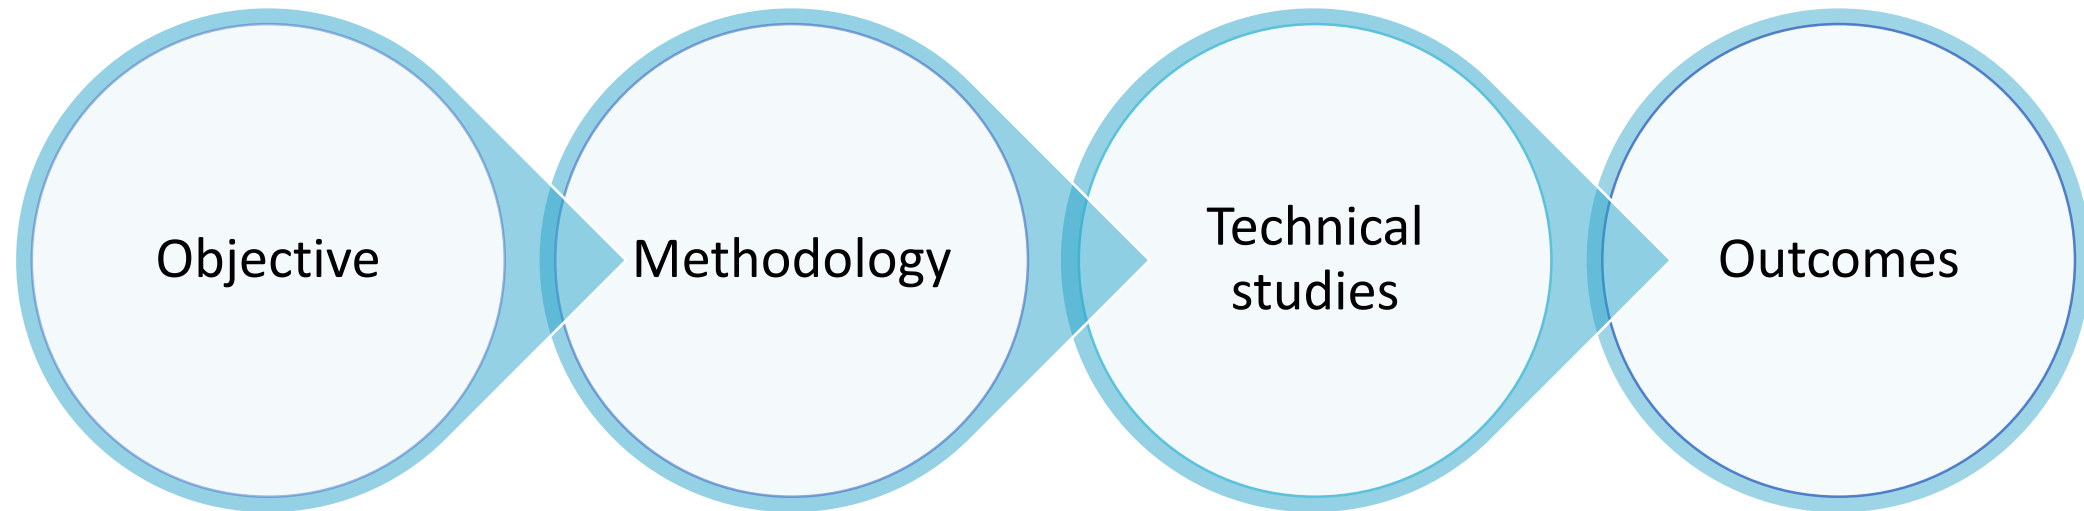 Objective
Methodology
Technical
studies
Outcomes